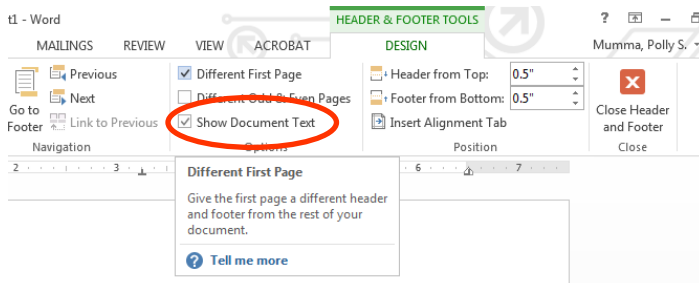 t1 - Word
HEADER & FOOTER TOOLS
?
MAILINGS REVIEW VIEW ACROBAT DESIGN Mumma, Polly S.
Previous
Next
Link to Previous
Go to
Footer
Navigation
Different First Page
Different Odd & Even Pages
Show Document Text
Options
Header from Top: 0.5"
Footer from Bottom: 0.5"
Insert Alignment Tab
Position
Close Header
and Footer
Close
2 3 6 7
Different First Page
Give the first page a different header
and footer from the rest of your
document.
? Tell me more